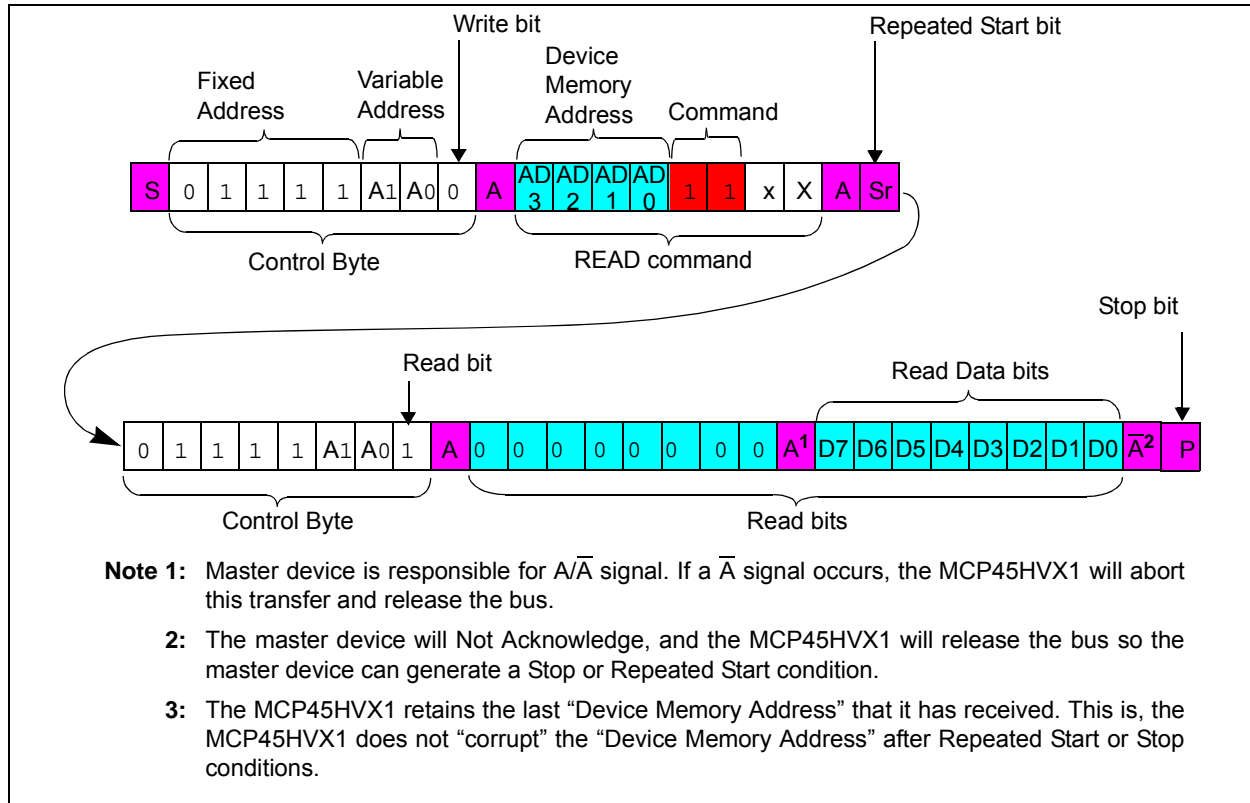 Write bit
Repeated Start bit
Device
Memory
Address
Fixed
Address
Variable
Address
Command
S 0 1 1 1 1 A1 A0 0 A AD3 AD2 AD1 AD0 1 1 x X A Sr
Control Byte
READ command
Stop bit
Read bit
Read Data bits
0 1 1 1 1 A1 A0 1 A 0 0 0 0 0 0 0 0 A¹ D7 D6 D5 D4 D3 D2 D1 D0 A̅² P
Control Byte
Read bits
Note 1: Master device is responsible for A/A̅ signal. If a A̅ signal occurs, the MCP45HVX1 will abort
this transfer and release the bus.
2: The master device will Not Acknowledge, and the MCP45HVX1 will release the bus so the
master device can generate a Stop or Repeated Start condition.
3: The MCP45HVX1 retains the last “Device Memory Address” that it has received. This is, the
MCP45HVX1 does not “corrupt” the “Device Memory Address” after Repeated Start or Stop
conditions.